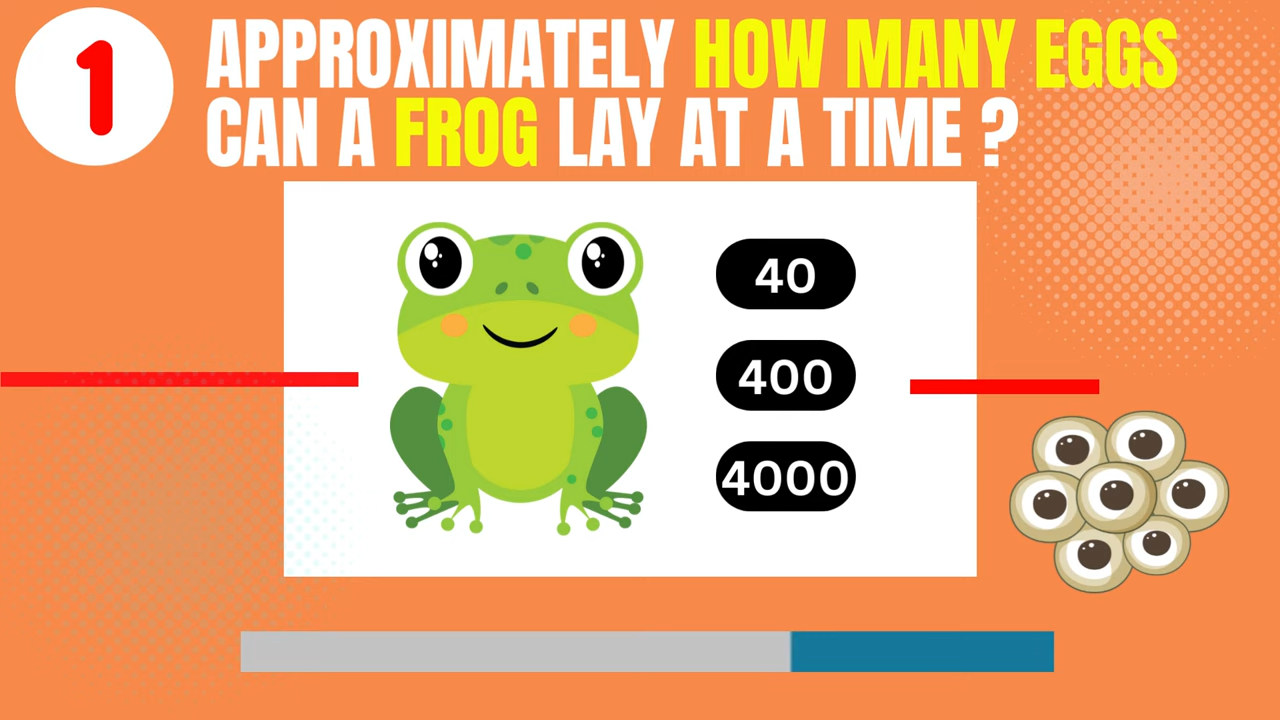 1
APPROXIMATELY HOW MANY EGGS
CAN A FROG LAY AT A TIME ?
40
400
4000